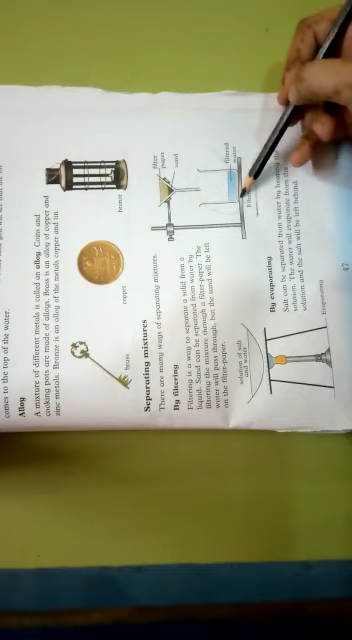 comes to the top of the water.
Alloy
A mixture of different metals is called an alloy. Coins and
cooking pots are made of alloys. Brass is an alloy of copper and
zinc metals. Bronze is an alloy of the metals copper and tin.
brass
copper
bronze
Separating mixtures
There are many ways of separating mixtures.
By filtering
Filtering is a way to separate a solid from a
liquid. Sand can be separated from water by
filtering the mixture through a filter-paper. The
water will pass through, but the sand will be left
on the filter-paper.
filter
paper
sand
filtered
water
solution of salt
and water
Evaporating
By evaporating
Salt can be separated from water by heating the
solution. The water will evaporate from the
solution and the salt will be left behind.
47